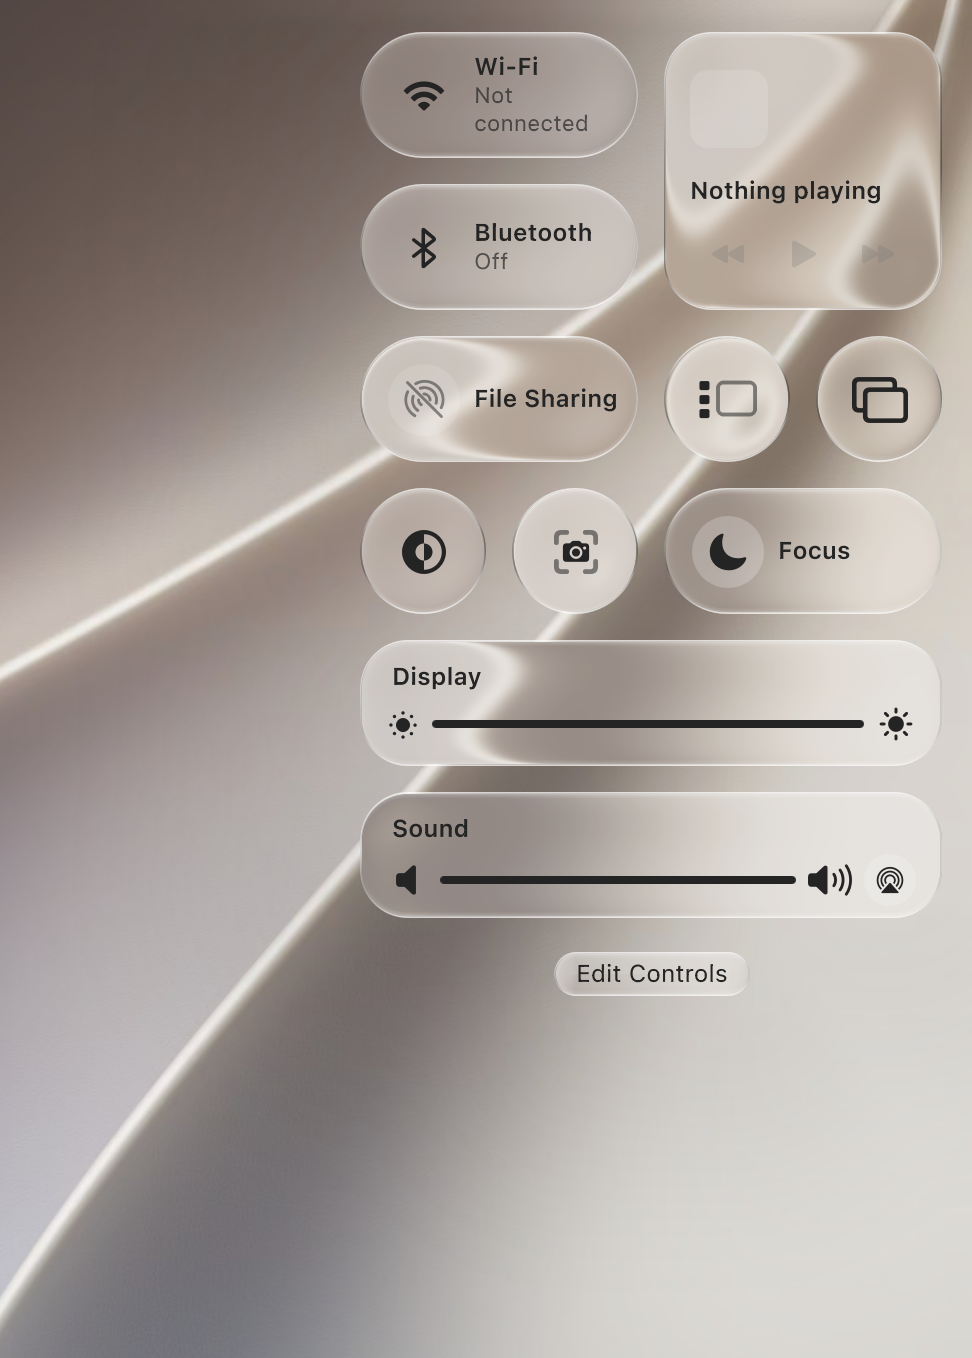 Wi-Fi
Not
connected
Nothing playing
Bluetooth
Off
File Sharing
Focus
Display
Sound
Edit Controls